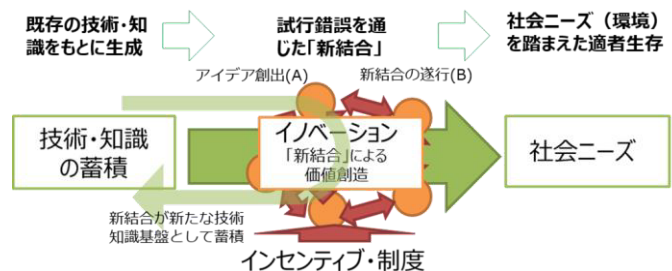 既存の技術・知
識をもとに生成
試行錯誤を通
じた「新結合」
社会ニーズ（環境）
を踏まえた適者生存
アイデア創出(A)
新結合の遂行(B)
技術・知識
の蓄積
イノベーション
「新結合」による
価値創造
社会ニーズ
新結合が新たな技術
知識基盤として蓄積
インセンティブ・制度